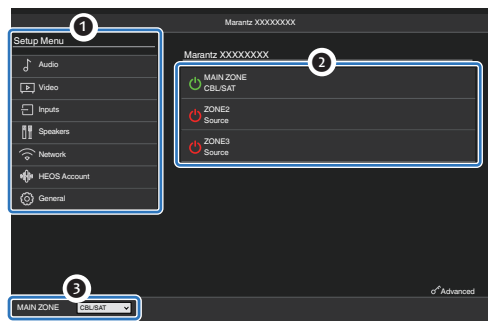 Marantz XXXXXXXX
1
Setup Menu
Audio
Video
Inputs
Speakers
Network
HEOS Account
General
Marantz XXXXXXXX
2
MAIN ZONE
CBL/SAT
ZONE2
Source
ZONE3
Source
Advanced
3
MAIN ZONE CBL/SAT